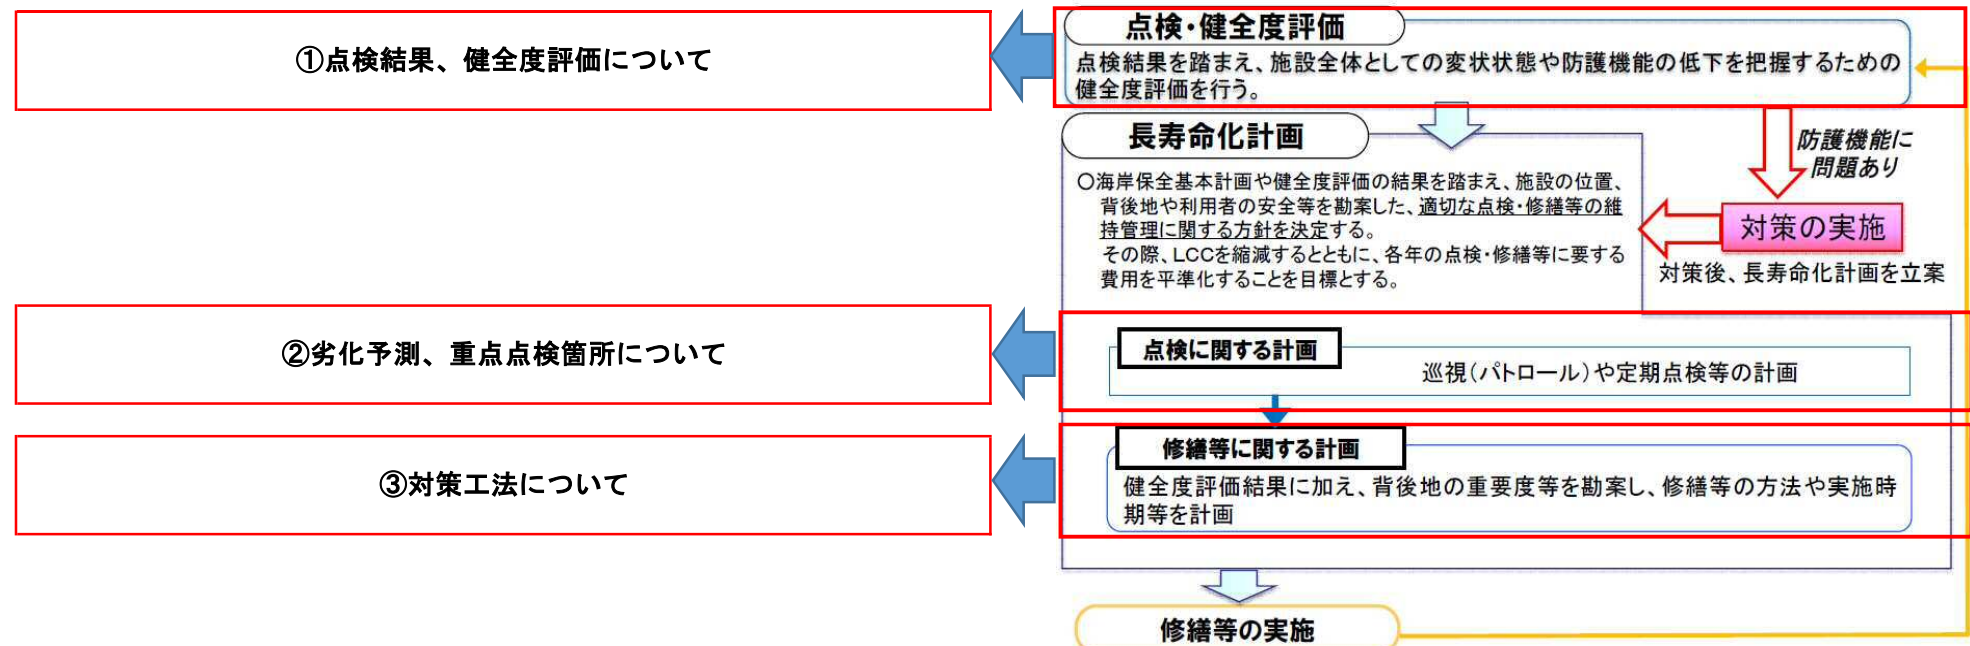 ①点検結果、健全度評価について
点検・健全度評価
点検結果を踏まえ、施設全体としての変状状態や防護機能の低下を把握するための
健全度評価を行う。
防護機能に
問題あり
長寿命化計画
○海岸保全基本計画や健全度評価の結果を踏まえ、施設の位置、
背後地や利用者の安全等を勘案した、適切な点検・修繕等の維
持管理に関する方針を決定する。
その際、LCCを縮減するとともに、各年の点検・修繕等に要する
費用を平準化することを目標とする。
対策の実施
対策後、長寿命化計画を立案
②劣化予測、重点点検箇所について
点検に関する計画
巡視(パトロール)や定期点検等の計画
③対策工法について
修繕等に関する計画
健全度評価結果に加え、背後地の重要度等を勘案し、修繕等の方法や実施時
期等を計画
修繕等の実施